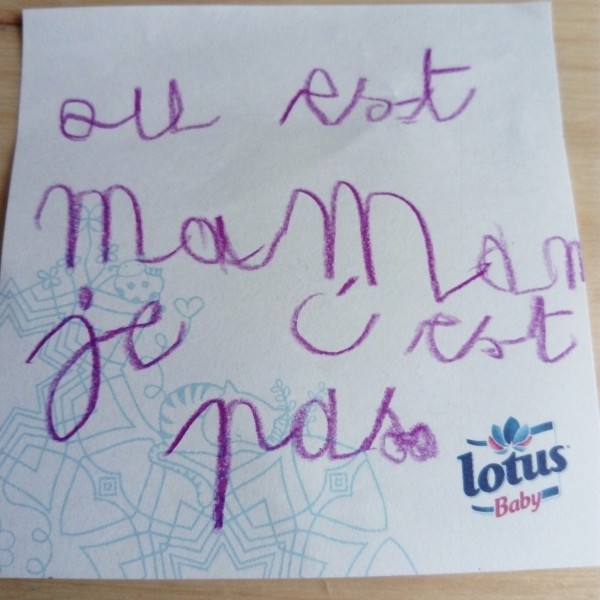 ou est
maMan
je c'est
pas
lotus
Baby